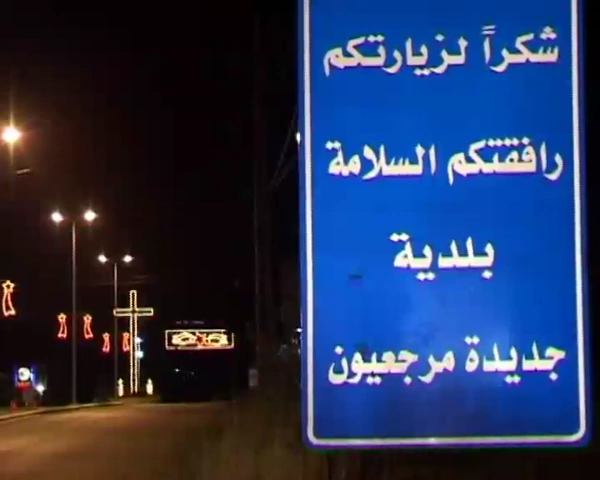 شكراً لزيارتكم
رافقتكم السلامة
بلدية
جديدة مرجعيون